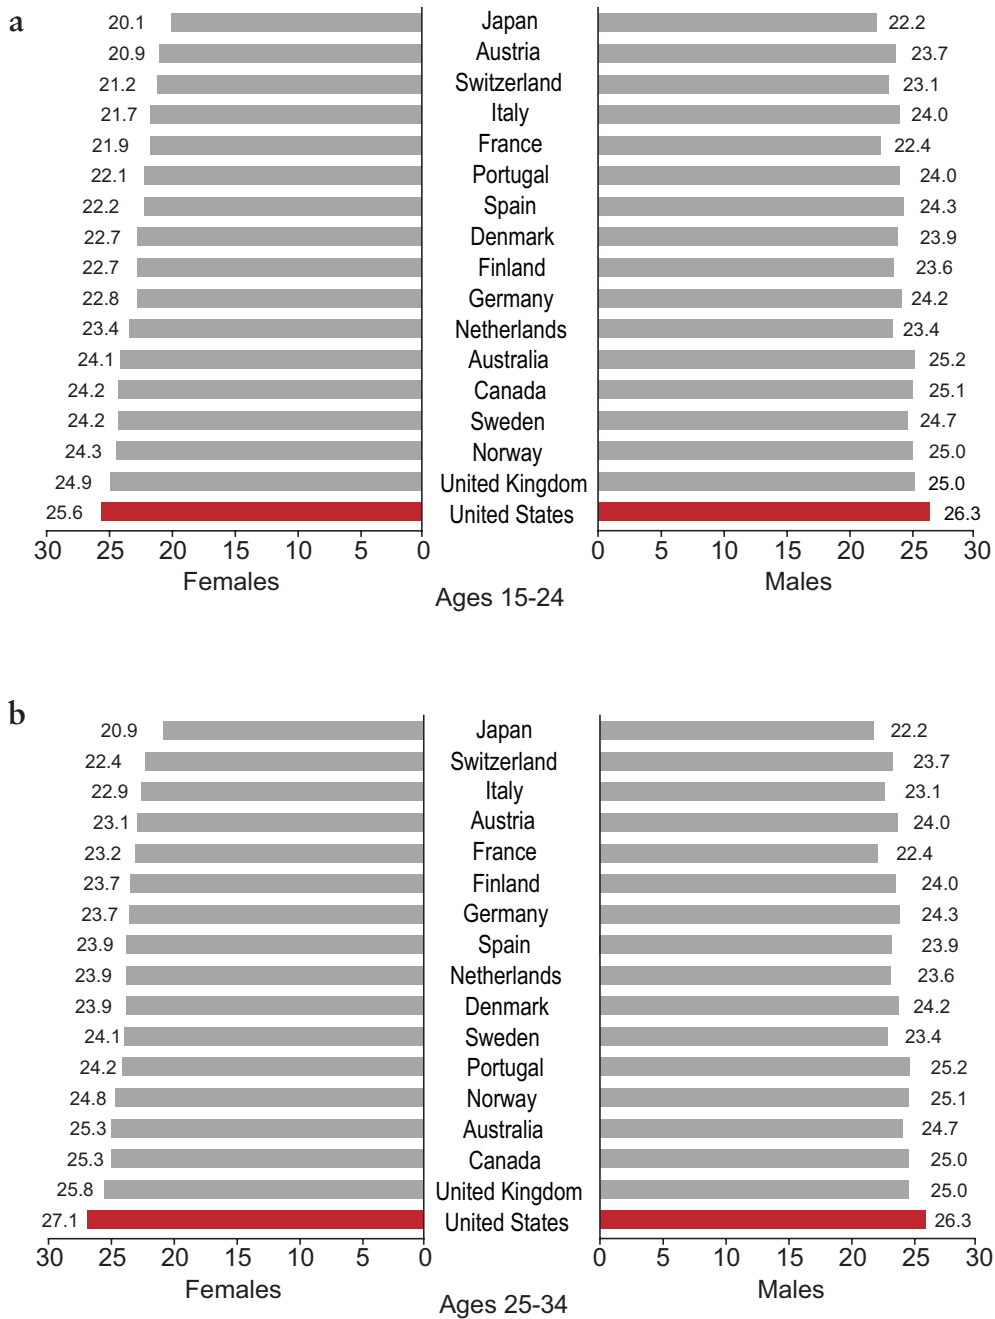 a
20.1 Japan 22.2
20.9 Austria 23.7
21.2 Switzerland 23.1
21.7 Italy 24.0
21.9 France 22.4
22.1 Portugal 24.0
22.2 Spain 24.3
22.7 Denmark 23.9
22.7 Finland 23.6
22.8 Germany 24.2
23.4 Netherlands 23.4
24.1 Australia 25.2
24.2 Canada 25.1
24.2 Sweden 24.7
24.3 Norway 25.0
24.9 United Kingdom 25.0
25.6 United States 26.3
30 25 20 15 10 5 0 0 5 10 15 20 25 30
Females Males
Ages 15-24
b
20.9 Japan 22.2
22.4 Switzerland 23.7
22.9 Italy 23.1
23.1 Austria 24.0
23.2 France 22.4
23.7 Finland 24.0
23.7 Germany 24.3
23.9 Spain 23.9
23.9 Netherlands 23.6
23.9 Denmark 24.2
24.1 Sweden 23.4
24.2 Portugal 25.2
24.8 Norway 25.1
25.3 Australia 24.7
25.3 Canada 25.0
25.8 United Kingdom 25.0
27.1 United States 26.3
30 25 20 15 10 5 0 0 5 10 15 20 25 30
Females Males
Ages 25-34